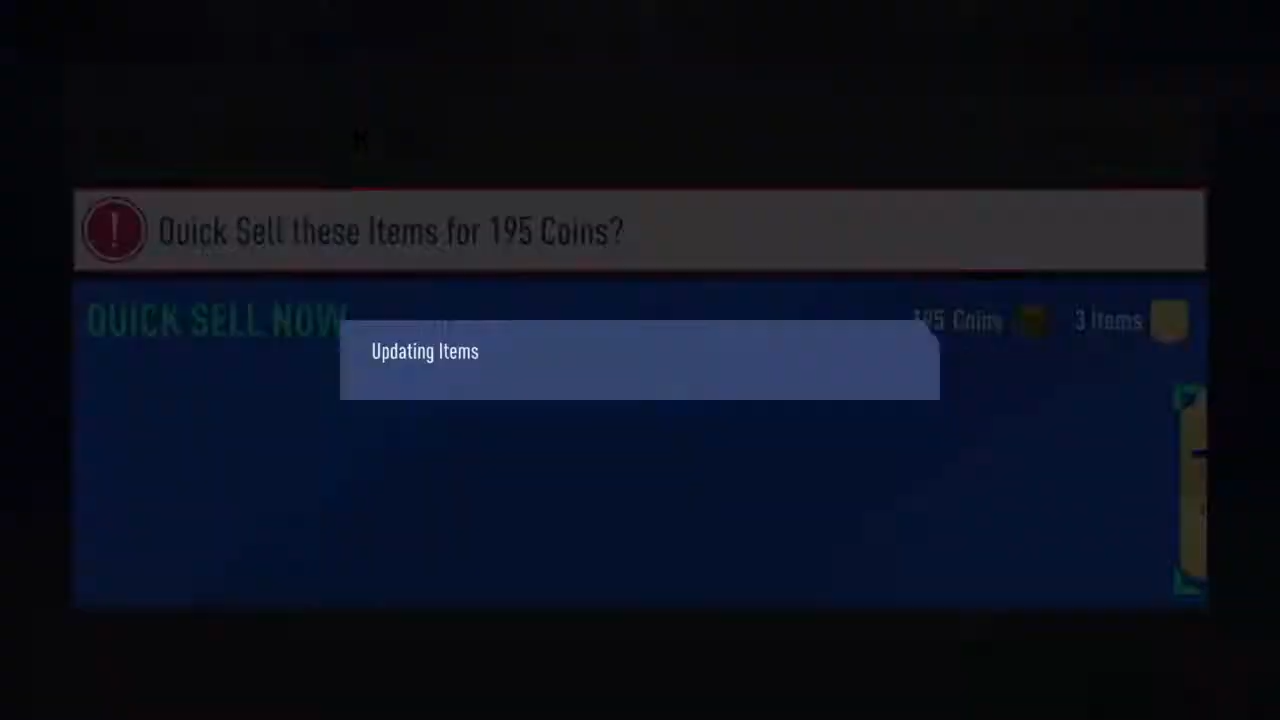 Quick Sell these Items for 195 Coins?
QUICK SELL NOW
195 Coins
3 Items
Updating Items